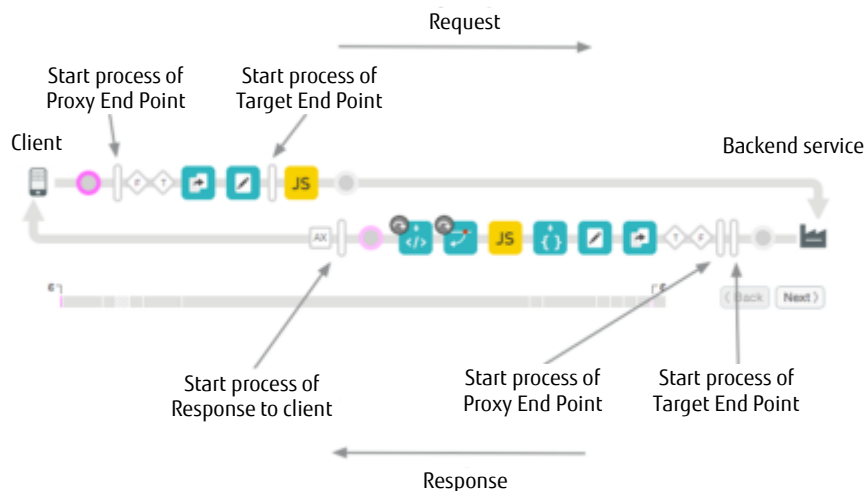 Request
Start process of
Proxy End Point
Start process of
Target End Point
Client
Backend service
JS
AX
JS
</>
{ }
T
Back
Next
Start process of
Response to client
Start process of
Proxy End Point
Start process of
Target End Point
Response